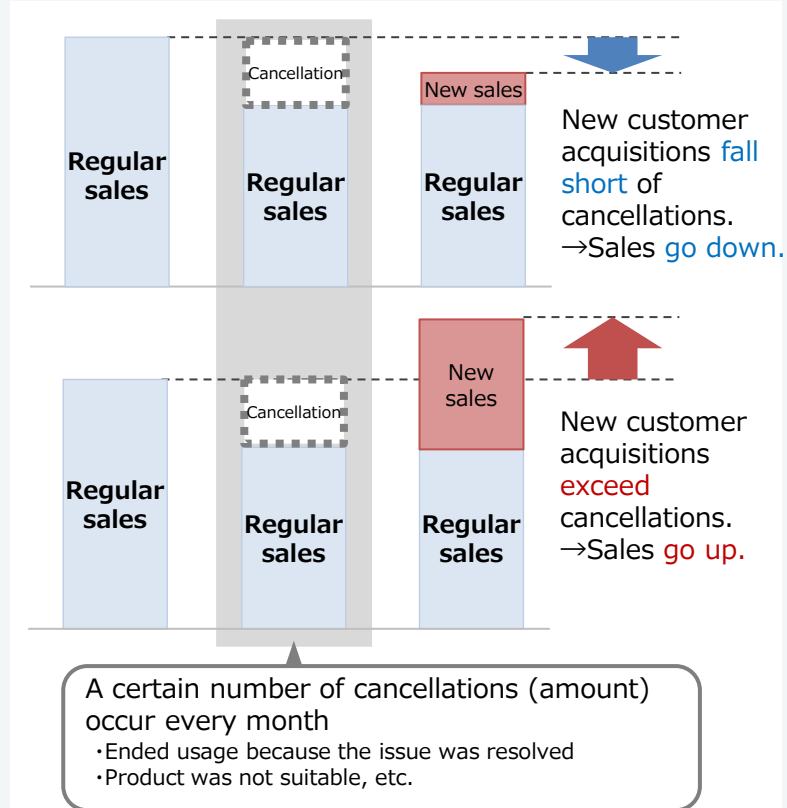 Regular
sales
Cancellation
Regular
sales
New sales
Regular
sales
New customer
acquisitions fall
short of
cancellations.
→Sales go down.
Regular
sales
Cancellation
Regular
sales
New
sales
Regular
sales
New customer
acquisitions
exceed
cancellations.
→Sales go up.
A certain number of cancellations (amount)
occur every month
・Ended usage because the issue was resolved
・Product was not suitable, etc.